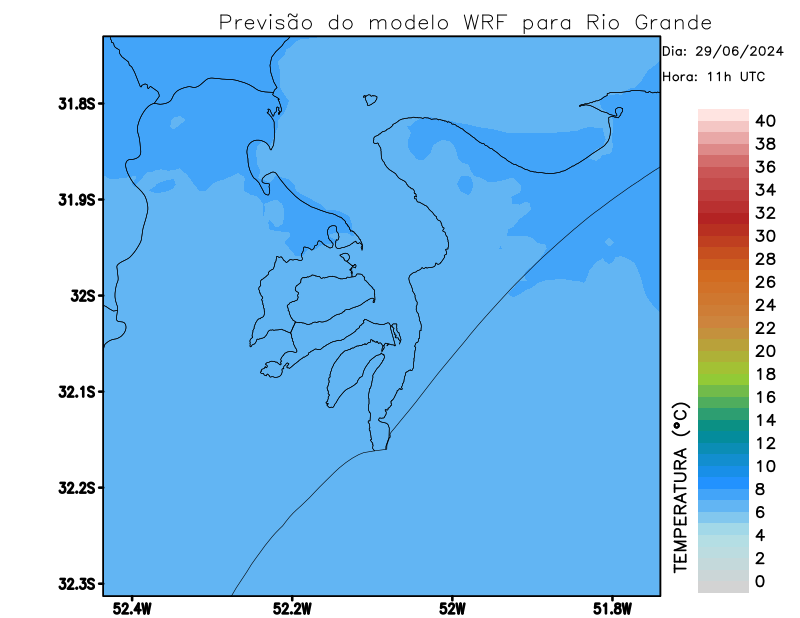 Previsão do modelo WRF para Rio Grande
Dia: 29/06/2024
Hora: 11h UTC
31.8S
31.9S
32S
32.1S
32.2S
32.3S
52.4W
52.2W
52W
51.8W
TEMPERATURA (°C)
40
38
36
34
32
30
28
26
24
22
20
18
16
14
12
10
8
6
4
2
0